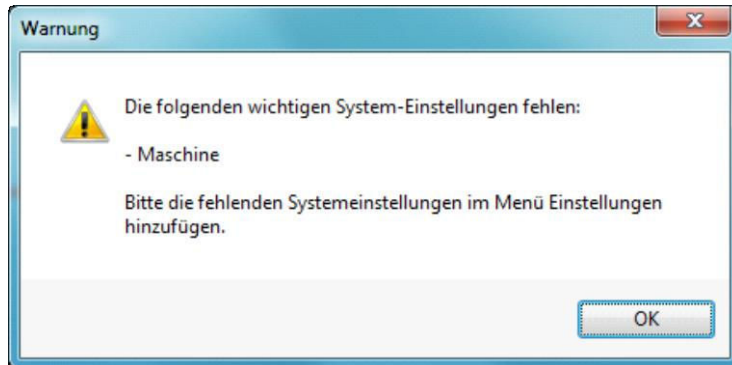 Warnung
Die folgenden wichtigen System-Einstellungen fehlen:
- Maschine
Bitte die fehlenden Systemeinstellungen im Menü Einstellungen
hinzufügen.
OK